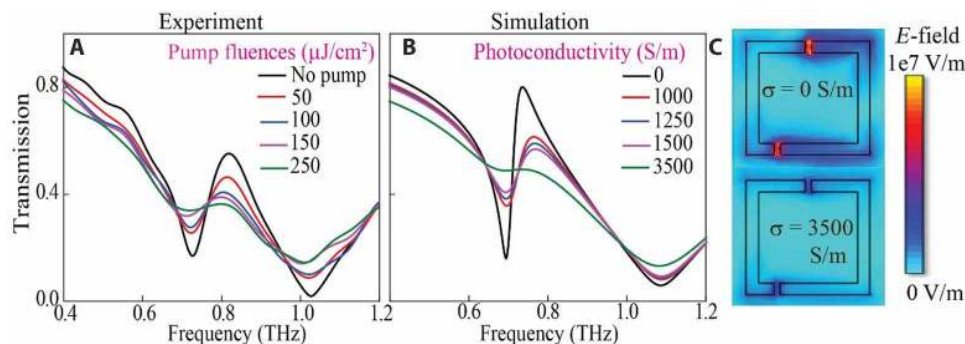 Experiment
Simulation
A
Pump fluences (μJ/cm²)
No pump
50
100
150
250
0.8
0.4
0.0
Transmission
0.4
0.6
0.8
1.0
1.2
Frequency (THz)
B
Photoconductivity (S/m)
0
1000
1250
1500
3500
0.6
0.8
1.0
1.2
Frequency (THz)
C
σ = 0 S/m
σ = 3500
S/m
E-field
1e7 V/m
0 V/m